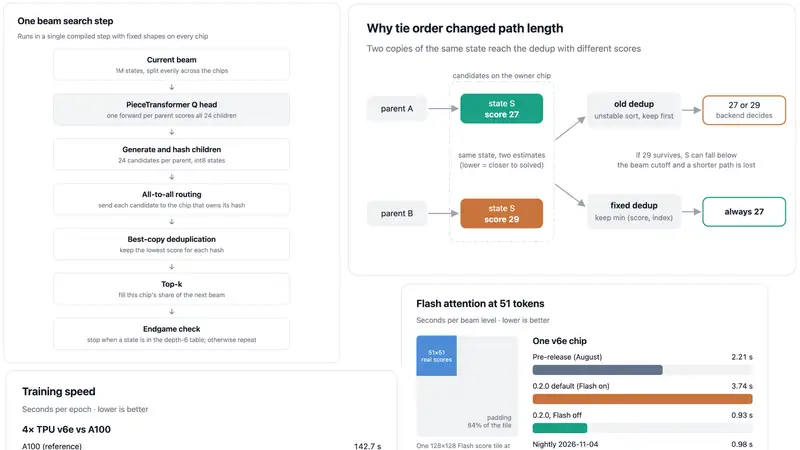 One beam search step
Runs in a single compiled step with fixed shapes on every chip
Current beam
1M states, split evenly across the chips
PieceTransformer Q head
one forward per parent scores all 24 children
Generate and hash children
24 candidates per parent, int8 states
All-to-all routing
send each candidate to the chip that owns its hash
Best-copy deduplication
keep the lowest score for each hash
Top-k
fill this chip's share of the next beam
Endgame check
stop when a state is in the depth-6 table; otherwise repeat
Why tie order changed path length
Two copies of the same state reach the dedup with different scores
candidates on the owner chip
parent A
state S
score 27
old dedup
unstable sort, keep first
27 or 29
backend decides
same state, two estimates
(lower = closer to solved)
If 29 survives, S can fall below
the beam cutoff and a shorter path is lost
parent B
state S
score 29
fixed dedup
keep min (score, index)
always 27
Training speed
Seconds per epoch · lower is better
4× TPU v6e vs A100
A100 (reference)
142.7 s
Flash attention at 51 tokens
Seconds per beam level · lower is better
51×51
real scores
padding
84% of the tile
One 128×128 Flash score tile at
One v6e chip
Pre-release (August)
2.21 s
0.2.0 default (Flash on)
3.74 s
0.2.0, Flash off
0.93 s
Nightly 2026-11-04
0.98 s